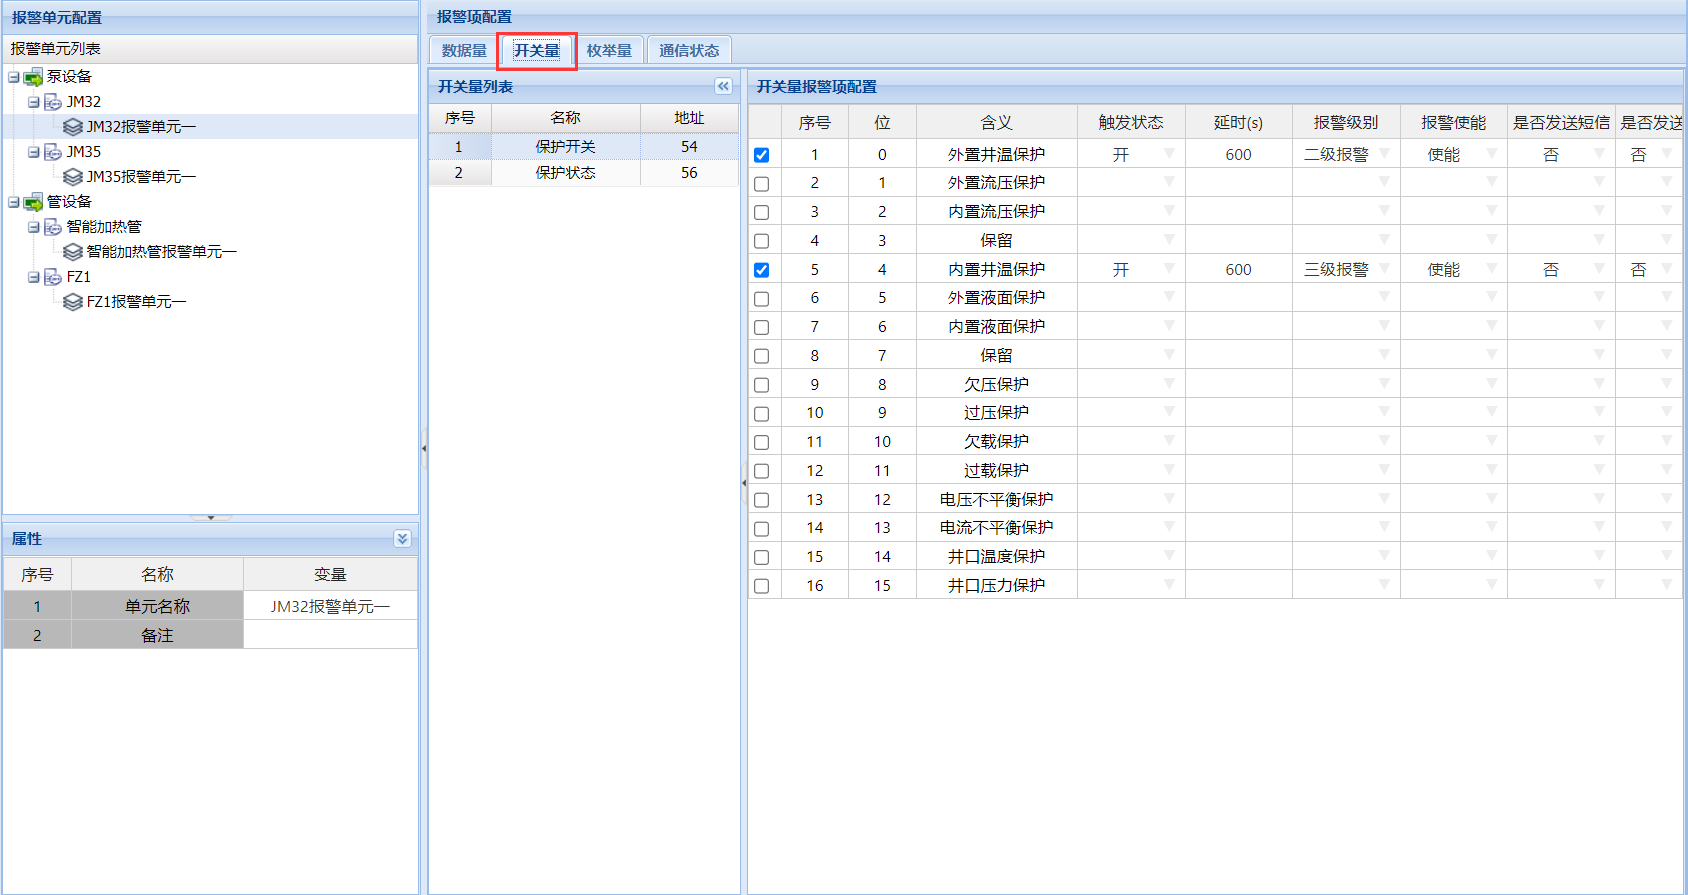 报警单元配置
报警单元列表
泵设备
JM32
JM32报警单元一
JM35
JM35报警单元一
管设备
智能加热管
智能加热管报警单元一
FZ1
FZ1报警单元一
属性
序号 名称 变量
1 单元名称 JM32报警单元一
2 备注
报警项配置
数据量 开关量 枚举量 通信状态
开关量列表
序号 名称 地址
1 保护开关 54
2 保护状态 56
开关量报警项配置
序号 位 含义 触发状态 延时(s) 报警级别 报警使能 是否发送短信 是否发送
1 0 外置井温保护 开 600 二级报警 使能 否 否
2 1 外置流压保护
3 2 内置流压保护
4 3 保留
5 4 内置井温保护 开 600 三级报警 使能 否 否
6 5 外置液面保护
7 6 内置液面保护
8 7 保留
9 8 欠压保护
10 9 过压保护
11 10 欠载保护
12 11 过载保护
13 12 电压不平衡保护
14 13 电流不平衡保护
15 14 井口温度保护
16 15 井口压力保护